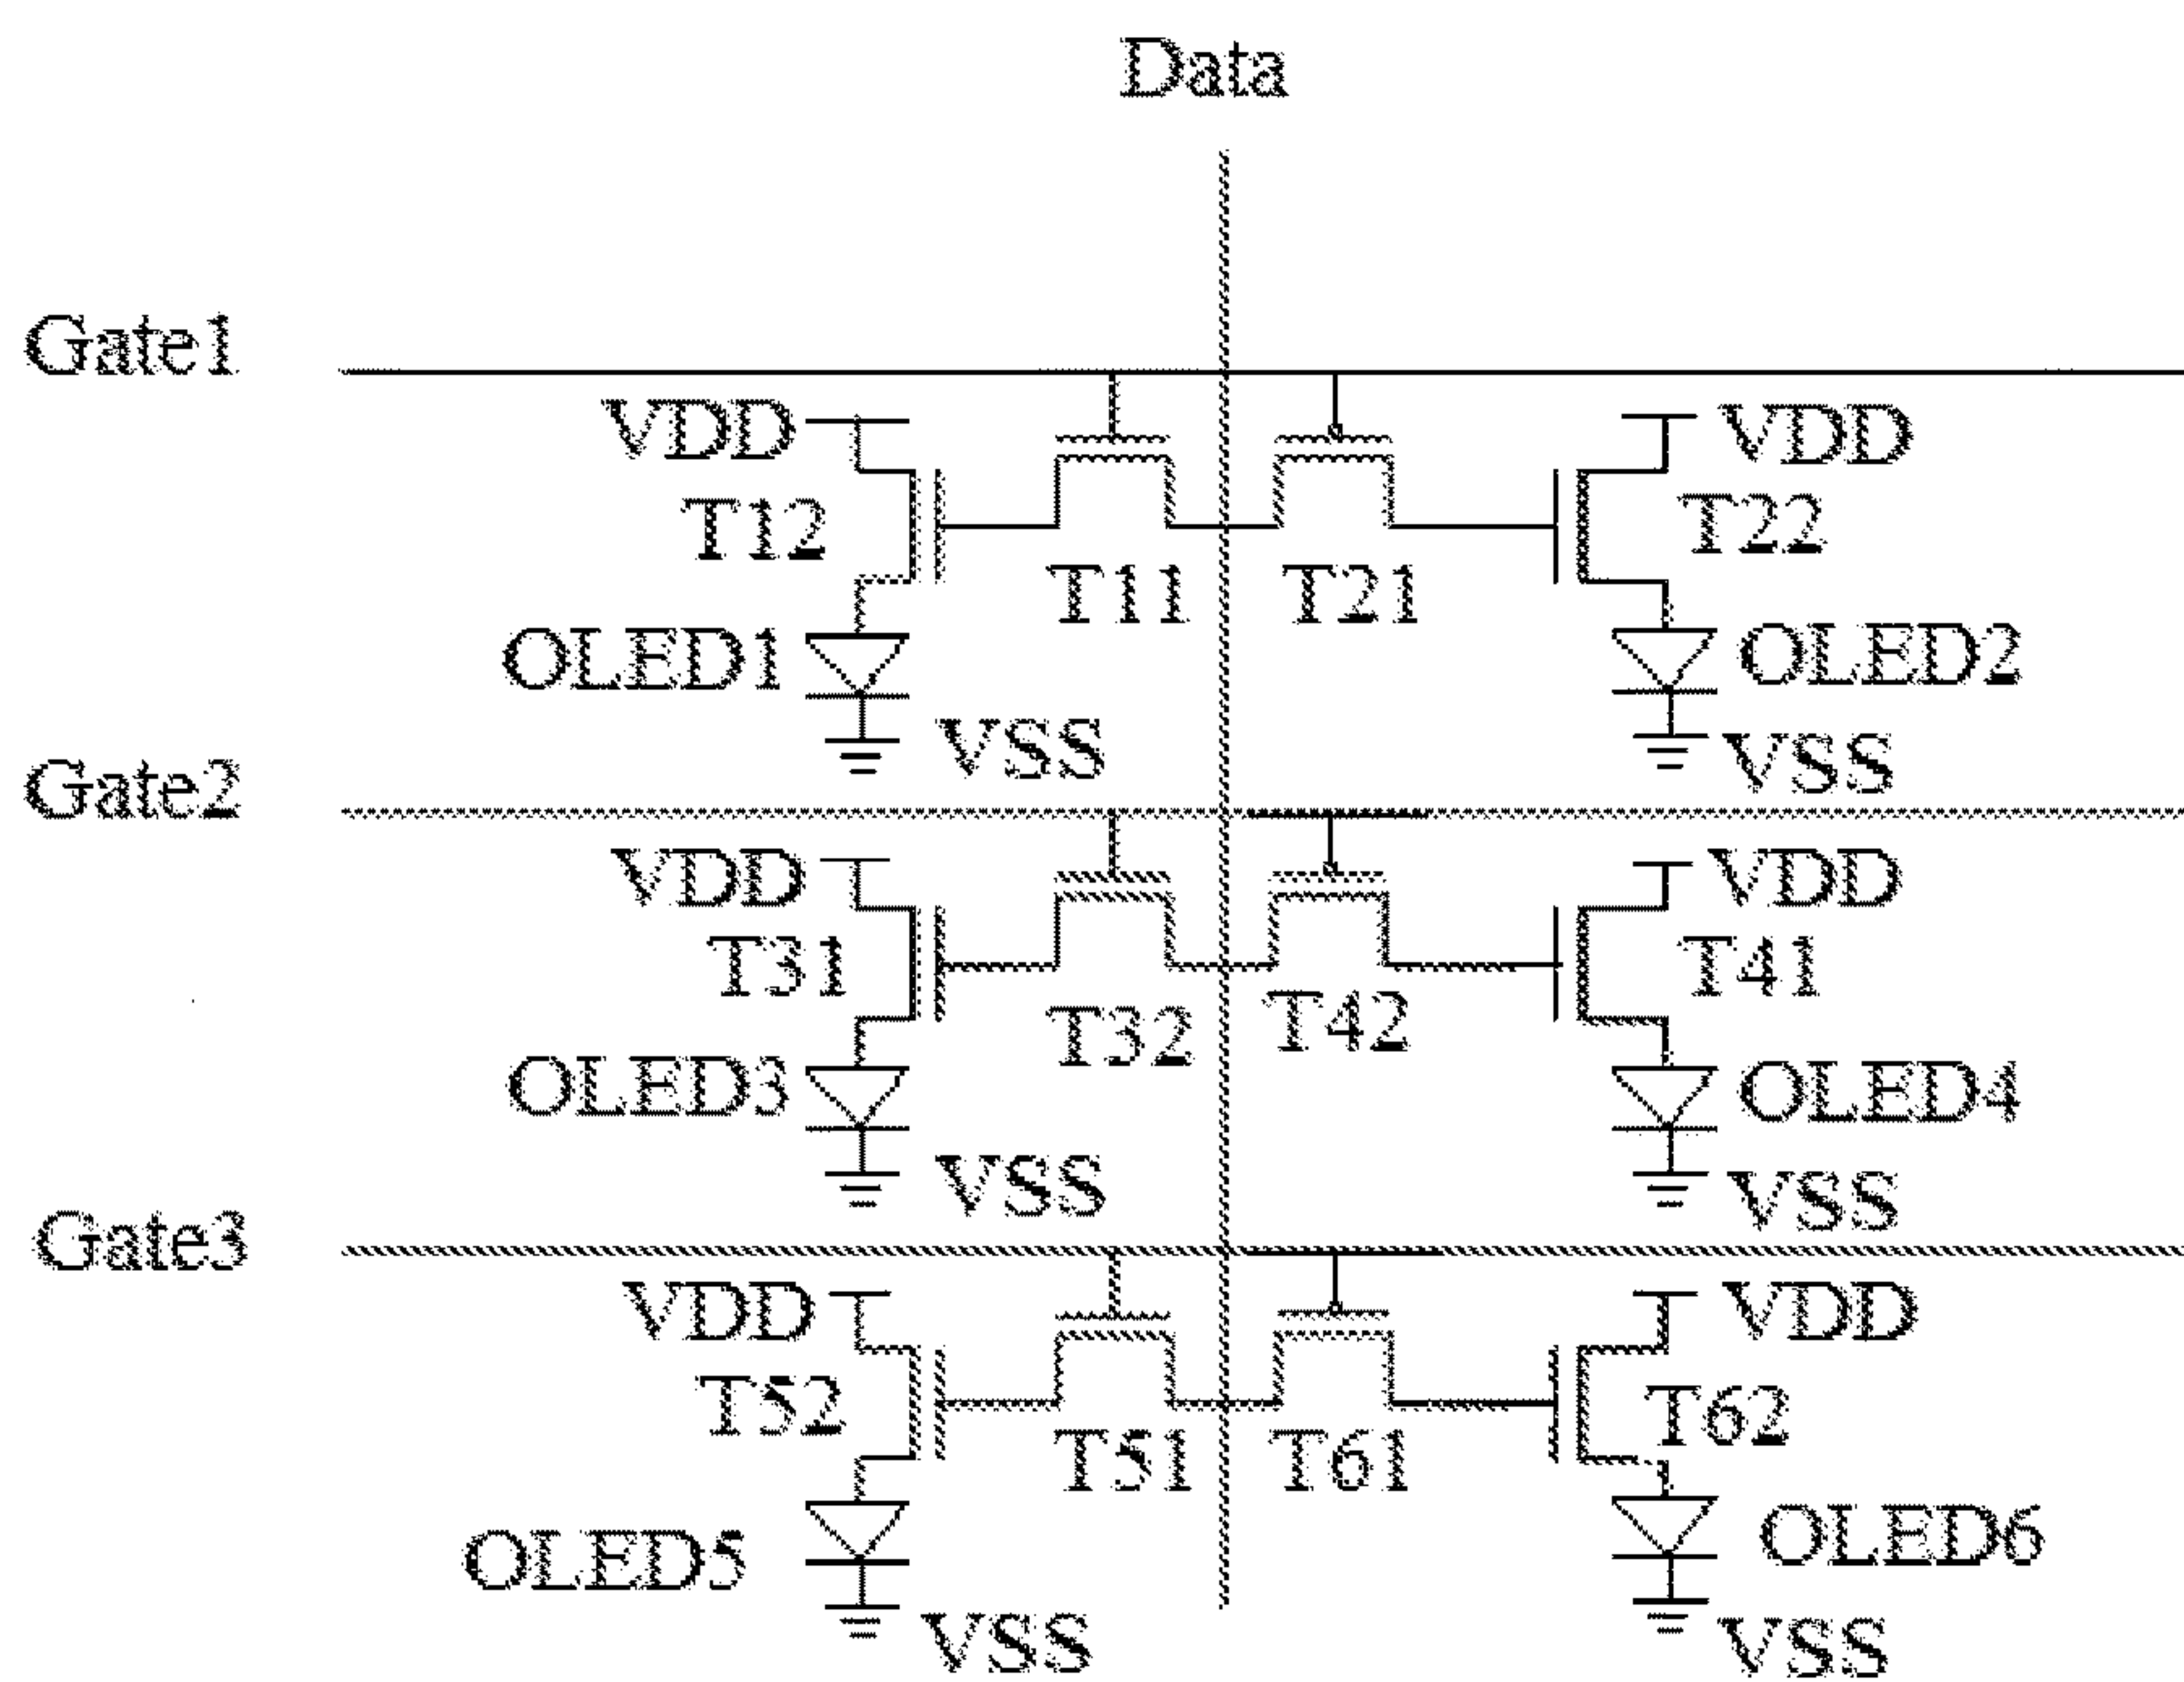 Data
Gate1
VDD VDD
T12 T22
T11 T21
OLED1 OLED2
VSS VSS
Gate2
VDD VDD
T31 T41
T32 T42
OLED3 OLED4
VSS VSS
Gate3
VDD VDD
T52 T62
T51 T61
OLED5 OLED6
VSS VSS